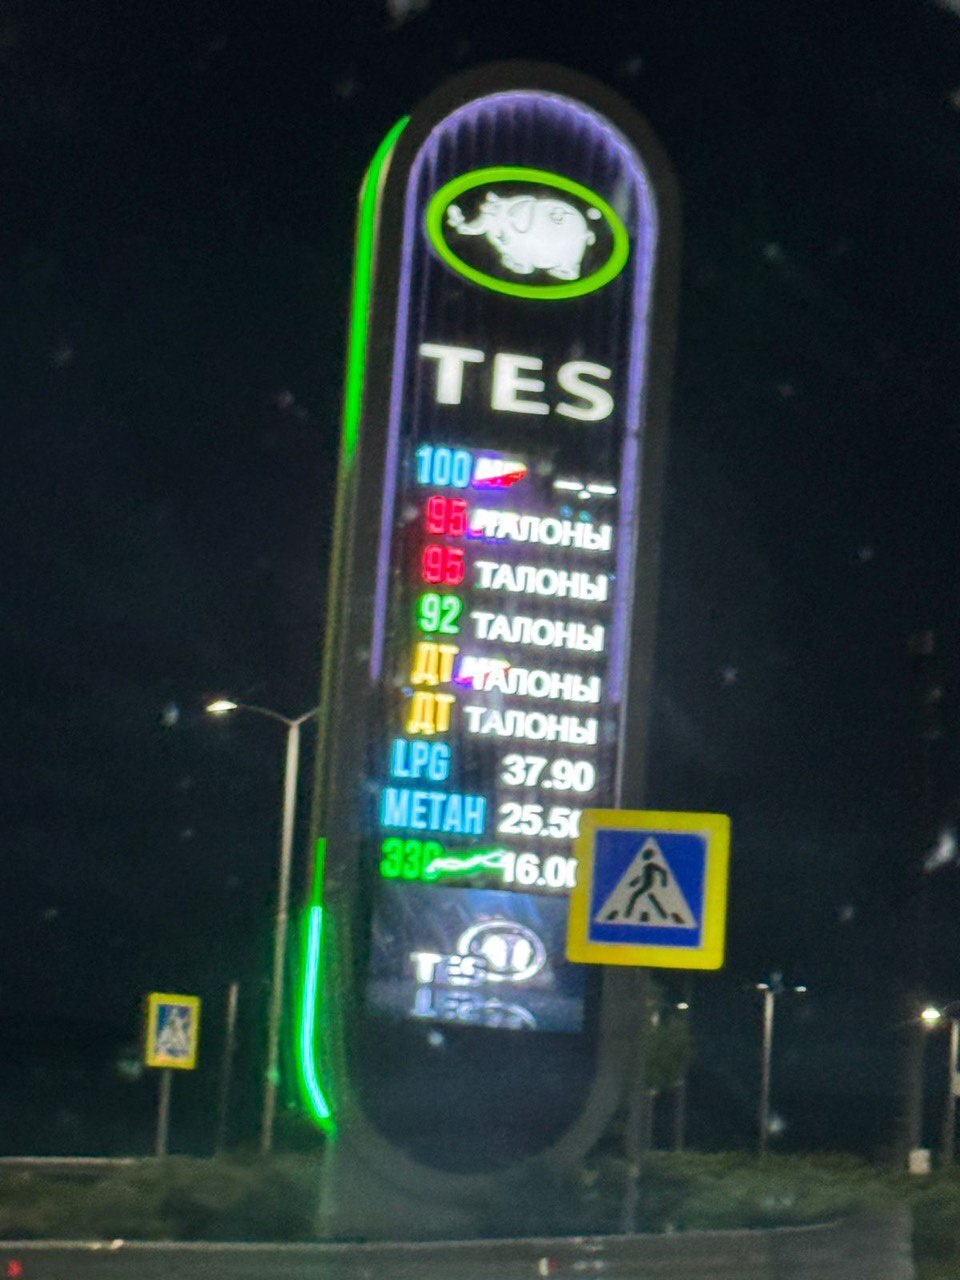 TES
100
95 ТАЛОНЫ
95 ТАЛОНЫ
92 ТАЛОНЫ
ДТ ТАЛОНЫ
ДТ ТАЛОНЫ
LPG 37.90
МЕТАН 25.50
ЭЗС 16.00
TES